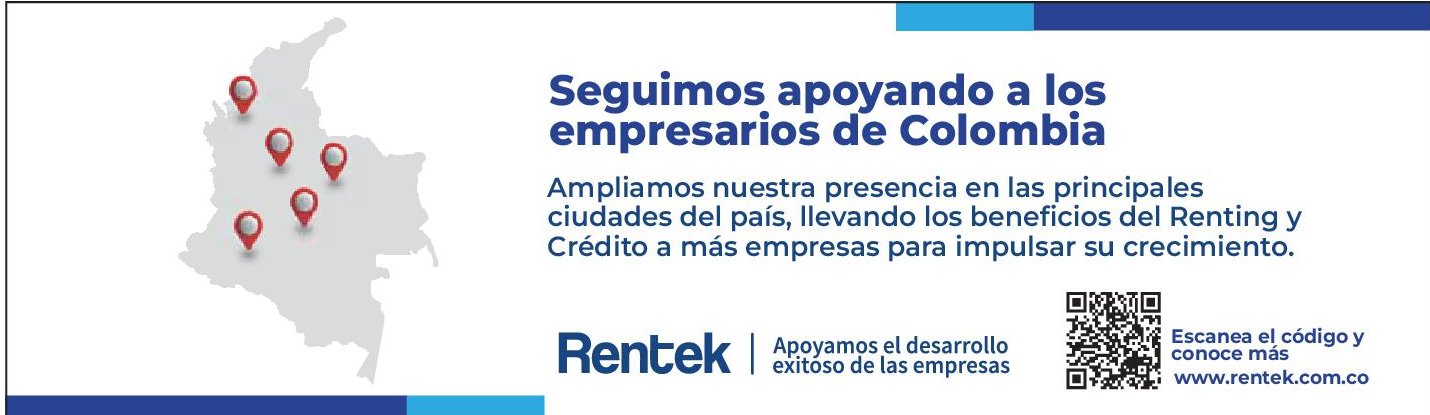 Seguimos apoyando a los
empresarios de Colombia
Ampliamos nuestra presencia en las principales
ciudades del país, llevando los beneficios del Renting y
Crédito a más empresas para impulsar su crecimiento.
Rentek
Apoyamos el desarrollo
exitoso de las empresas
Escanea el código y
conoce más
www.rentek.com.co